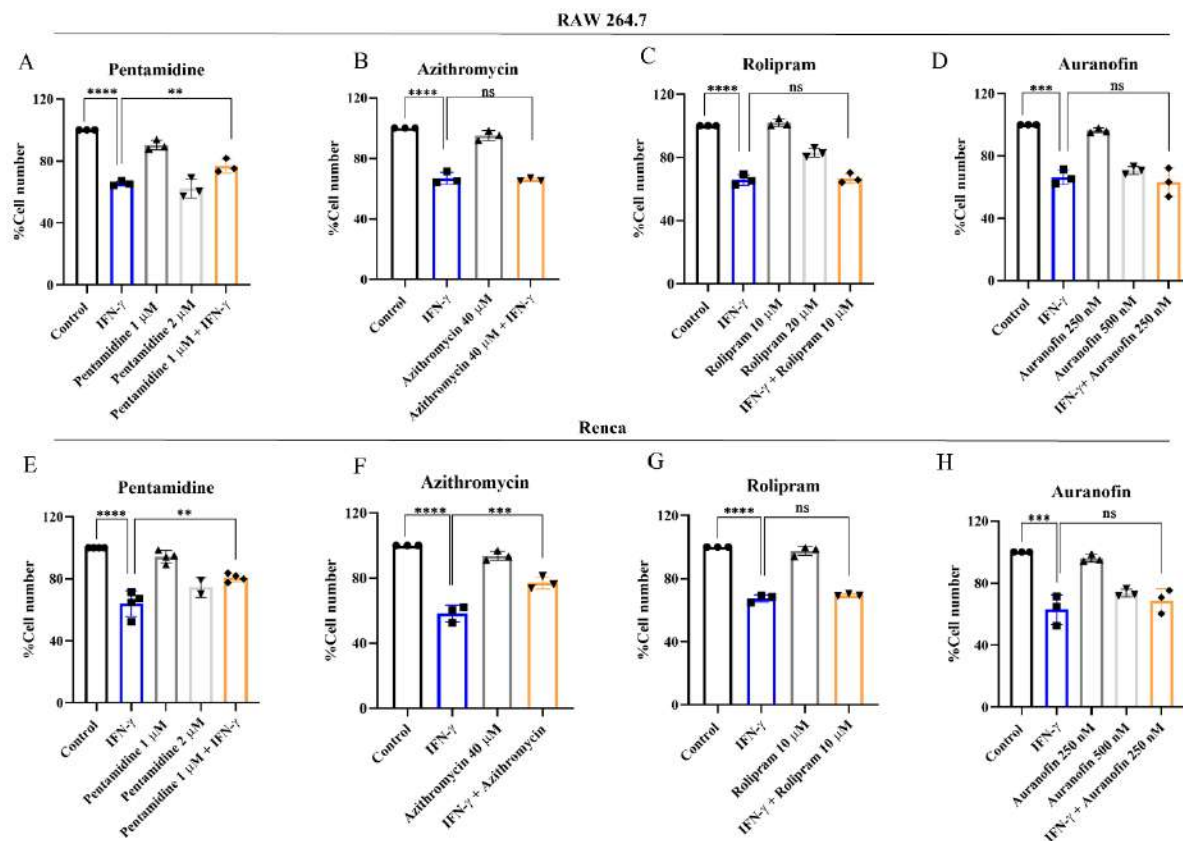 RAW 264.7
A
Pentamidine
**** **
%Cell number
120
80
40
0
Control
IFN-γ
Pentamidine 1 μM
Pentamidine 2 μM
Pentamidine 1 μM + IFN-γ
B
Azithromycin
**** ns
%Cell number
120
80
40
0
Control
IFN-γ
Azithromycin 40 μM
Azithromycin 40 μM + IFN-γ
C
Rolipram
**** ns
%Cell number
120
80
40
0
Control
IFN-γ
Rolipram 10 μM
Rolipram 20 μM
IFN-γ + Rolipram 10 μM
D
Auranofin
*** ns
%Cell number
120
80
40
0
Control
IFN-γ
Auranofin 250 nM
Auranofin 500 nM
IFN-γ+ Auranofin 250 nM
Renca
E
Pentamidine
**** **
%Cell number
120
80
40
0
Control
IFN-γ
Pentamidine 1 μM
Pentamidine 2 μM
Pentamidine 1 μM + IFN-γ
F
Azithromycin
**** ***
%Cell number
120
80
40
0
Control
IFN-γ
Azithromycin 40 μM
IFN-γ + Azithromycin
G
Rolipram
**** ns
%Cell number
120
80
40
0
Control
IFN-γ
Rolipram 10 μM
IFN-γ + Rolipram 10 μM
H
Auranofin
*** ns
%Cell number
120
80
40
0
Control
IFN-γ
Auranofin 250 nM
Auranofin 500 nM
IFN-γ + Auranofin 250 nM